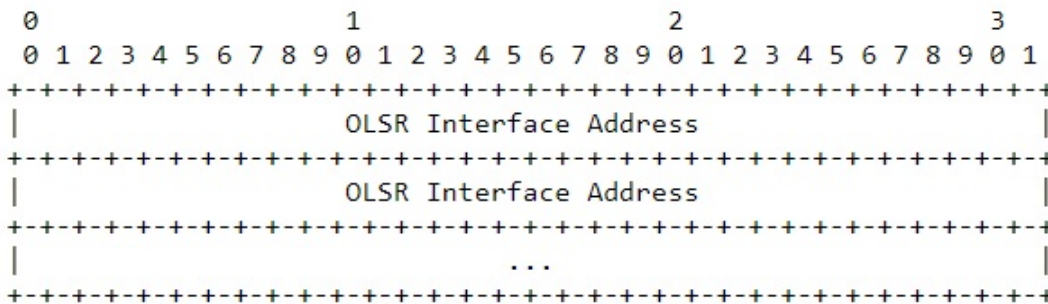 0                   1                   2                   3
 0 1 2 3 4 5 6 7 8 9 0 1 2 3 4 5 6 7 8 9 0 1 2 3 4 5 6 7 8 9 0 1
+-+-+-+-+-+-+-+-+-+-+-+-+-+-+-+-+-+-+-+-+-+-+-+-+-+-+-+-+-+-+-+-+
|                    OLSR Interface Address                     |
+-+-+-+-+-+-+-+-+-+-+-+-+-+-+-+-+-+-+-+-+-+-+-+-+-+-+-+-+-+-+-+-+
|                    OLSR Interface Address                     |
+-+-+-+-+-+-+-+-+-+-+-+-+-+-+-+-+-+-+-+-+-+-+-+-+-+-+-+-+-+-+-+-+
|                              ...                              |
+-+-+-+-+-+-+-+-+-+-+-+-+-+-+-+-+-+-+-+-+-+-+-+-+-+-+-+-+-+-+-+-+